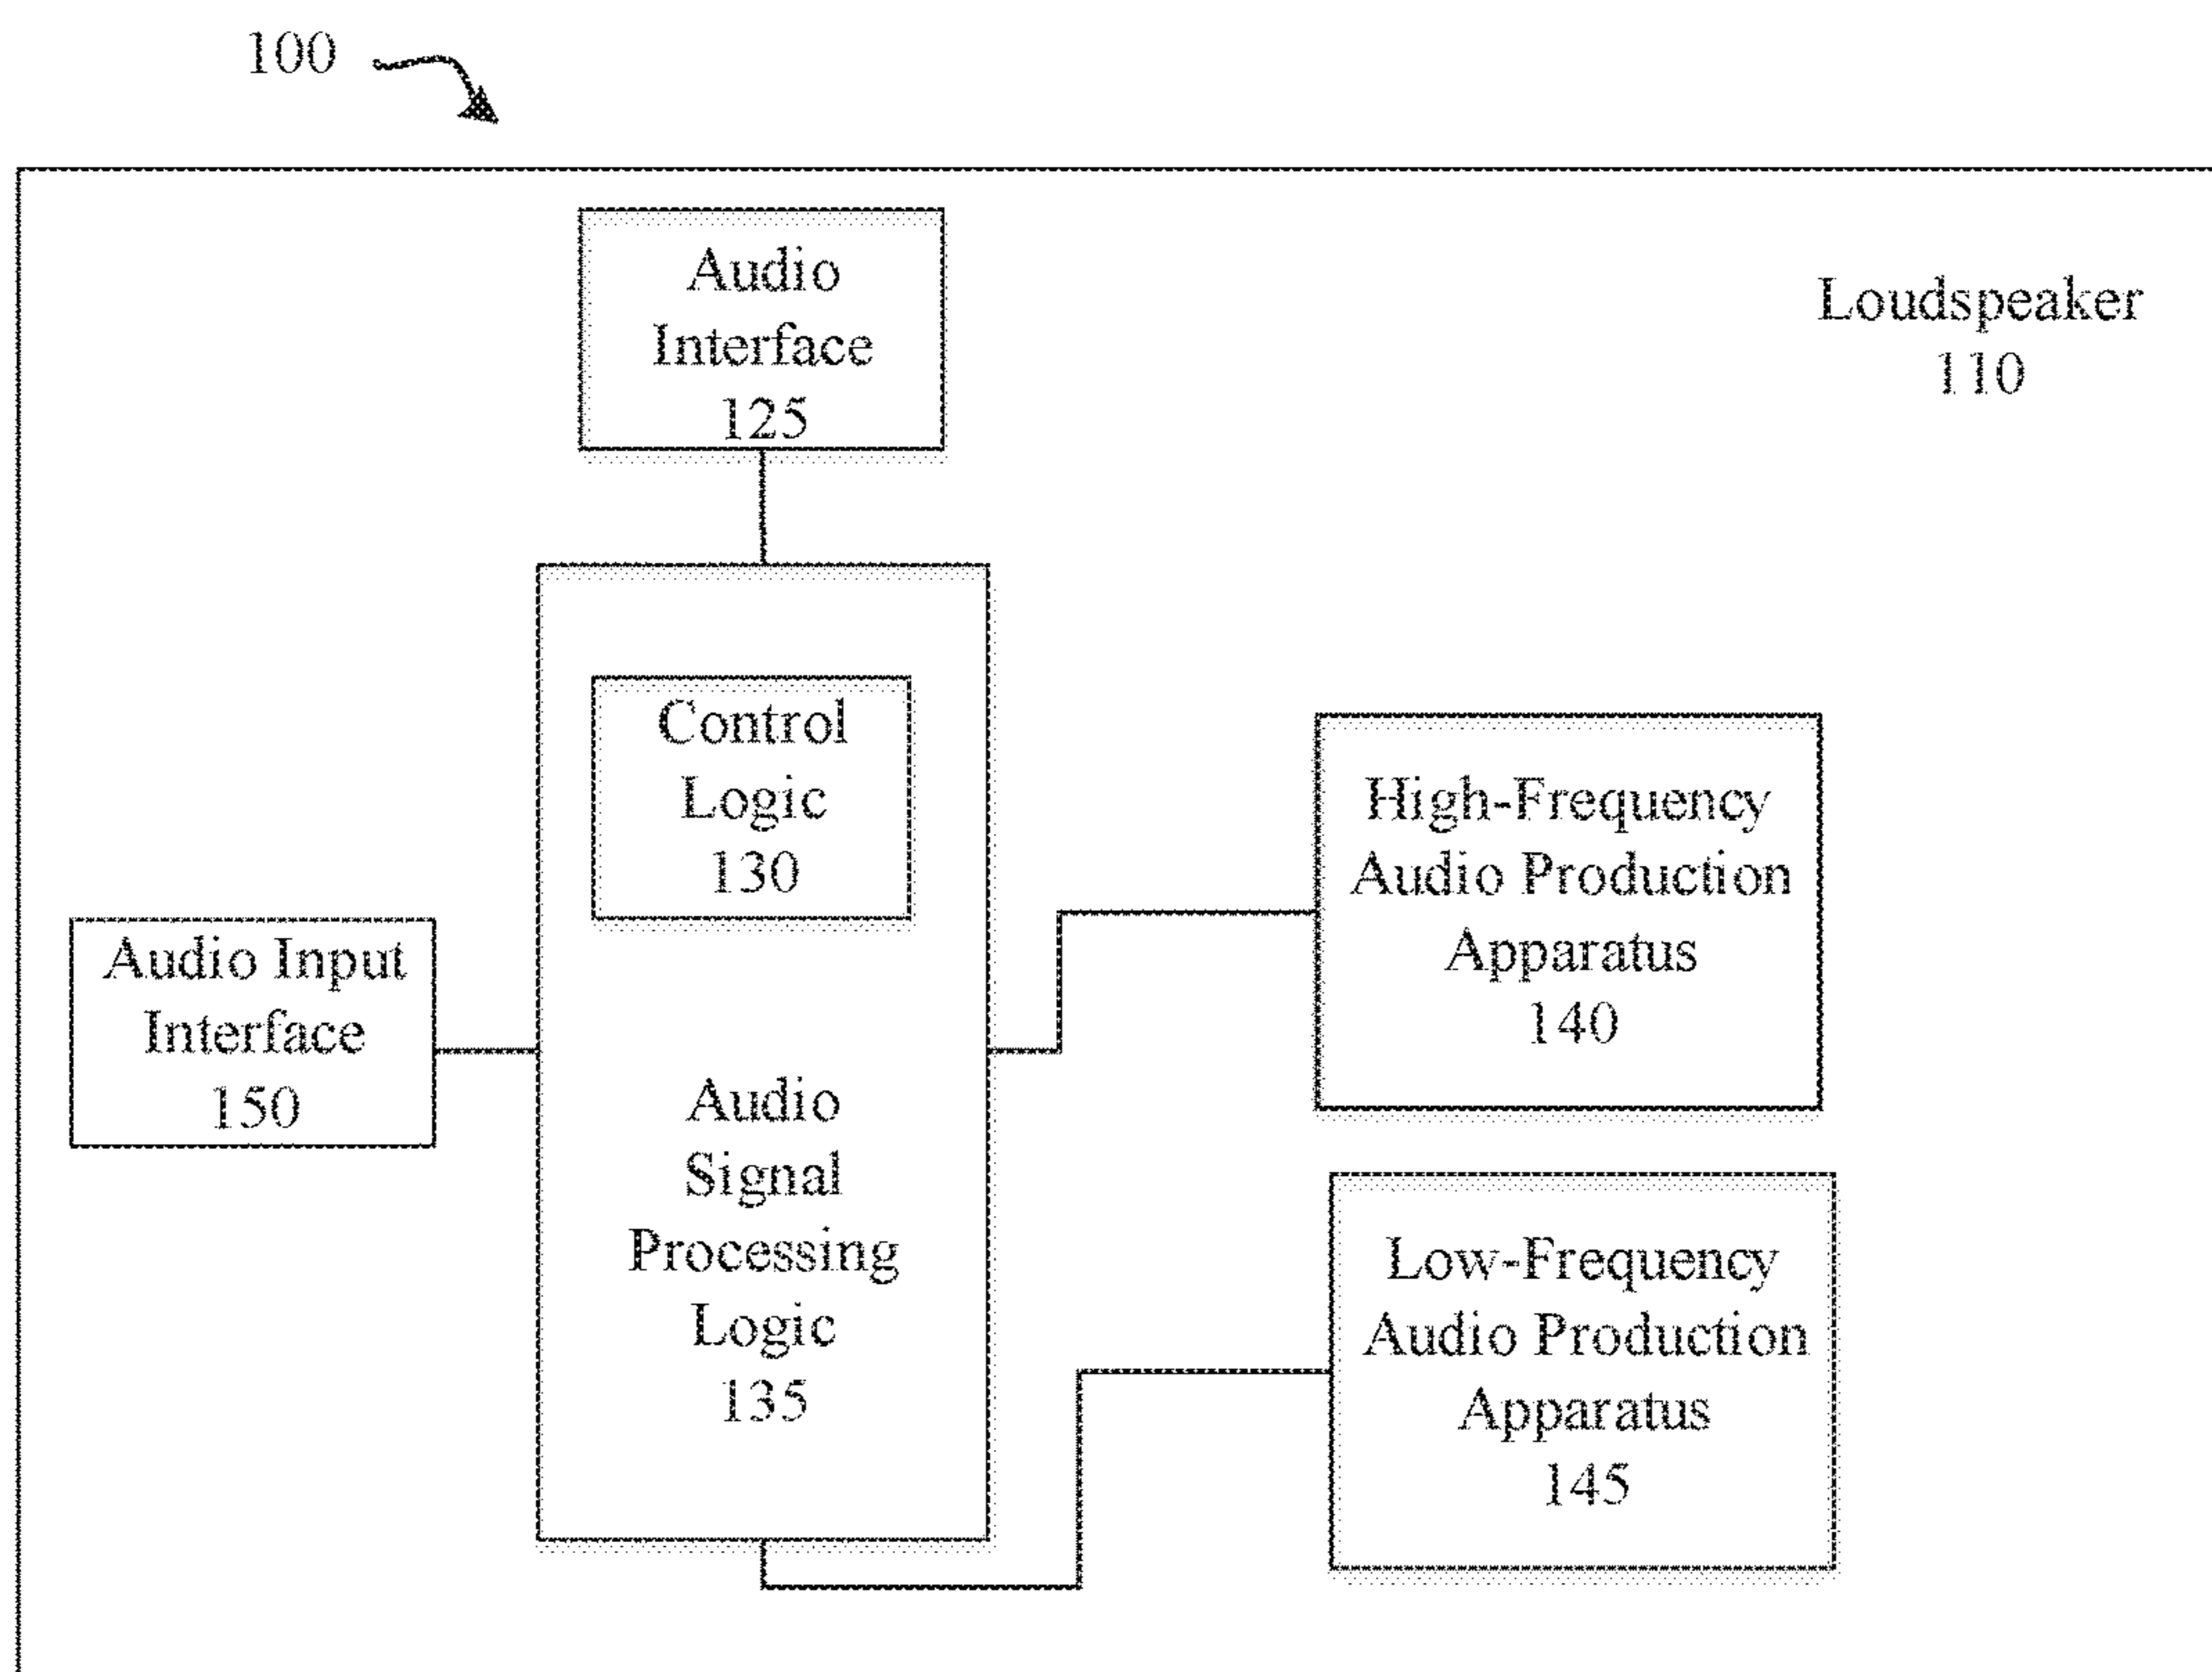 100
Audio
Interface
125
Loudspeaker
110
Control
Logic
130
Audio Input
Interface
150
Audio
Signal
Processing
Logic
135
High-Frequency
Audio Production
Apparatus
140
Low-Frequency
Audio Production
Apparatus
145